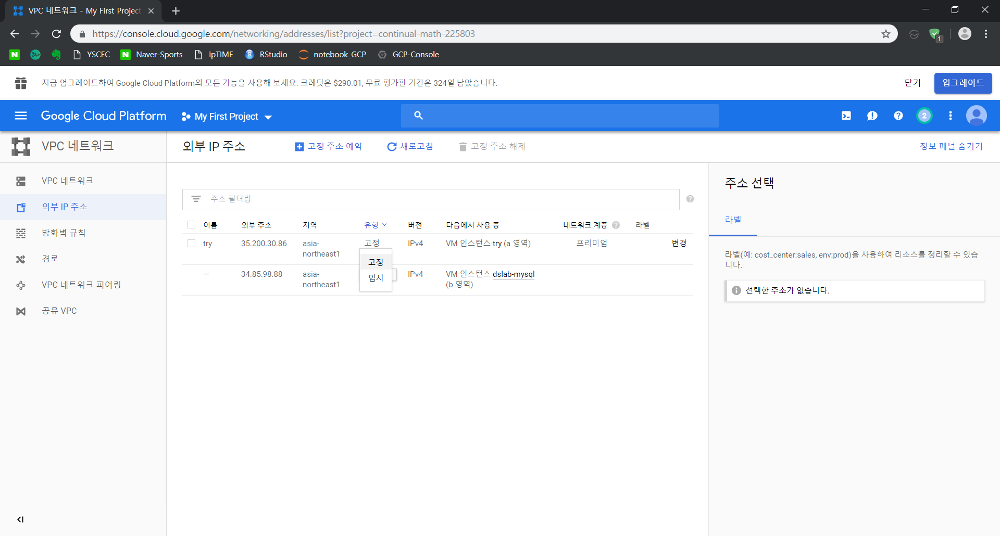 VPC 네트워크 - My First Project
https://console.cloud.google.com/networking/addresses/list?project=continual-math-225803
1
N YSCEC N Naver-Sports ipTIME R RStudio notebook_GCP GCP-Console
지금 업그레이드하여 Google Cloud Platform의 모든 기능을 사용해 보세요. 크레딧은 $290.01, 무료 평가판 기간은 324일 남았습니다. 닫기 업그레이드
Google Cloud Platform My First Project 2
VPC 네트워크 외부 IP 주소 고정 주소 예약 새로고침 고정 주소 해제 정보 패널 숨기기
VPC 네트워크
외부 IP 주소
방화벽 규칙
경로
VPC 네트워크 피어링
공유 VPC
주소 필터링
이름 외부 주소 지역 유형 버전 다음에서 사용 중 네트워크 계층 라벨
try 35.200.30.86 asia-northeast1 고정 IPv4 VM 인스턴스 try (a 영역) 프리미엄 변경
고정
임시
— 34.85.98.88 asia-northeast1 IPv4 VM 인스턴스 dslab-mysql (b 영역)
주소 선택
라벨
라벨(예: cost_center:sales, env:prod)을 사용하여 리소스를 정리할 수 있습
니다.
선택한 주소가 없습니다.